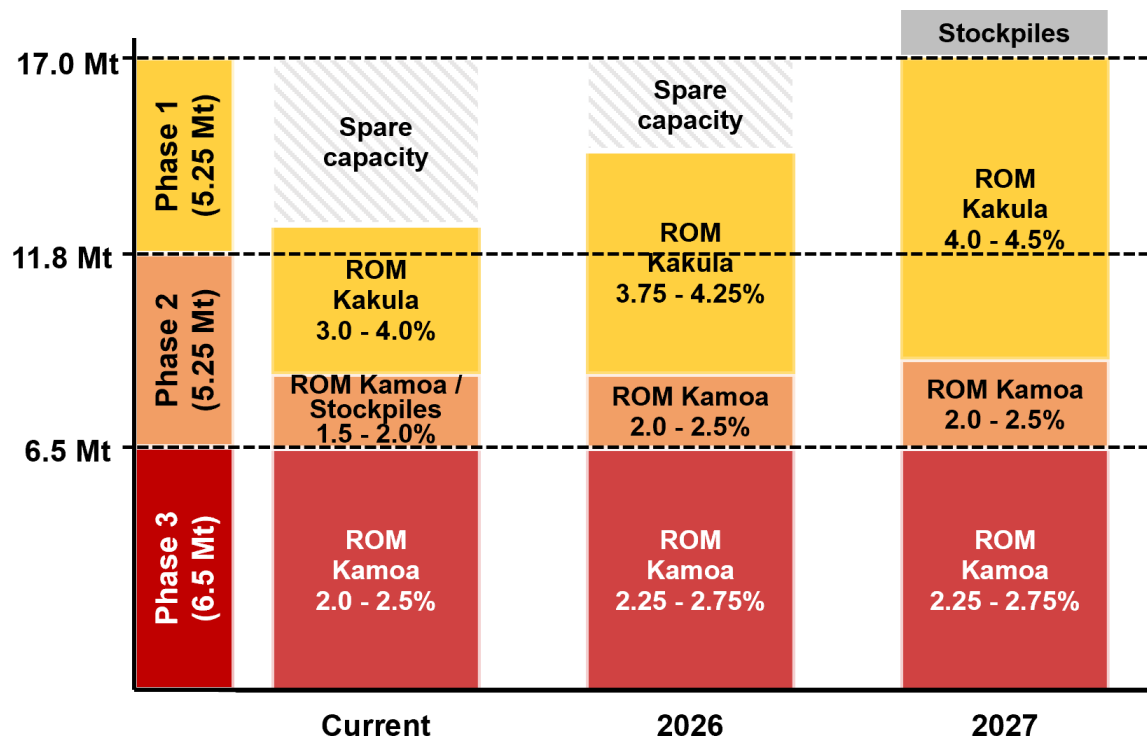 Stockpiles
17.0 Mt
Phase 1
(5.25 Mt)
Spare
capacity
Spare
capacity
ROM
Kakula
4.0 - 4.5%
11.8 Mt
Phase 2
(5.25 Mt)
ROM
Kakula
3.0 - 4.0%
ROM
Kakula
3.75 - 4.25%
ROM Kamoa /
Stockpiles
1.5 - 2.0%
ROM Kamoa
2.0 - 2.5%
ROM Kamoa
2.0 - 2.5%
6.5 Mt
Phase 3
(6.5 Mt)
ROM
Kamoa
2.0 - 2.5%
ROM
Kamoa
2.25 - 2.75%
ROM
Kamoa
2.25 - 2.75%
Current
2026
2027